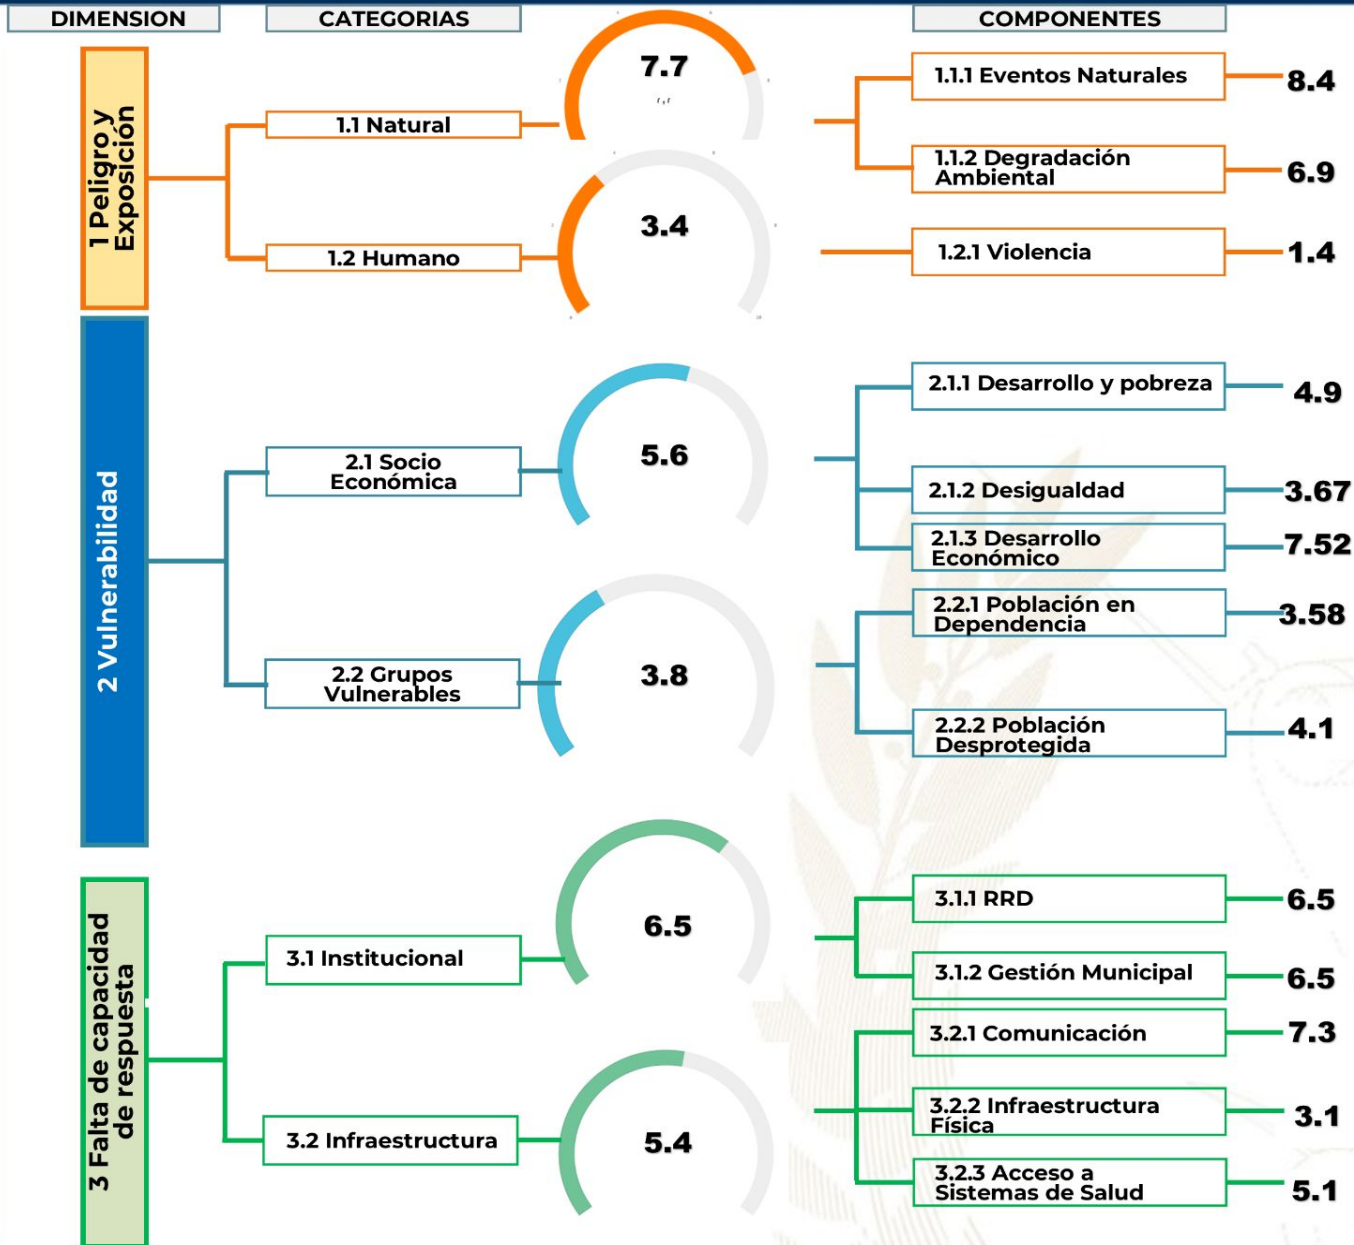 DIMENSION
CATEGORIAS
COMPONENTES
1 Peligro y
Exposición
1.1 Natural
7.7
1.1.1 Eventos Naturales
8.4
1.1.2 Degradación
Ambiental
6.9
1.2 Humano
3.4
1.2.1 Violencia
1.4
2 Vulnerabilidad
2.1 Socio
Económica
5.6
2.1.1 Desarrollo y pobreza
4.9
2.1.2 Desigualdad
3.67
2.1.3 Desarrollo
Económico
7.52
2.2 Grupos
Vulnerables
3.8
2.2.1 Población en
Dependencia
3.58
2.2.2 Población
Desprotegida
4.1
3 Falta de capacidad
de respuesta
3.1 Institucional
6.5
3.1.1 RRD
6.5
3.1.2 Gestión Municipal
6.5
3.2 Infraestructura
5.4
3.2.1 Comunicación
7.3
3.2.2 Infraestructura
Física
3.1
3.2.3 Acceso a
Sistemas de Salud
5.1